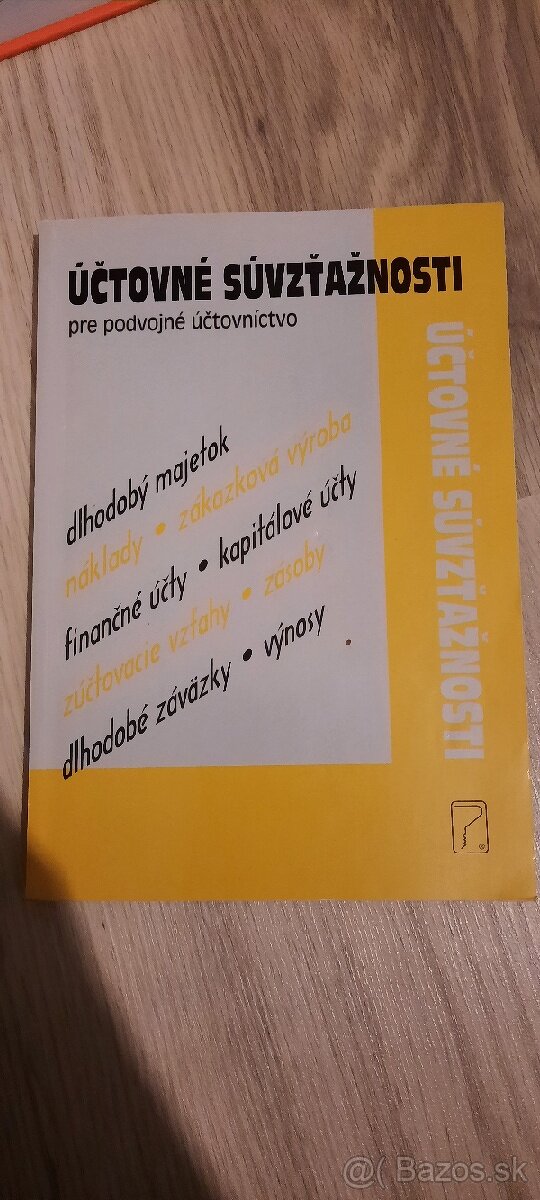 ÚČTOVNÉ SÚVZŤAŽNOSTI
pre podvojné účtovníctvo
dlhodobý majetok
náklady • zákazková výroba
finančné účty • kapitálové účty
zúčtovacie vzťahy • zásoby
dlhodobé záväzky • výnosy
ÚČTOVNÉ SÚVZŤAŽNOSTI
®
@( Bazos.sk